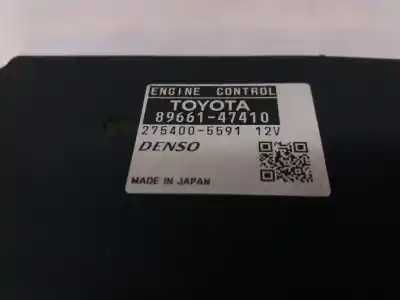 ENGINE CONTROL
TOYOTA
89661-47410
275400-5591 12V
DENSO
MADE IN JAPAN